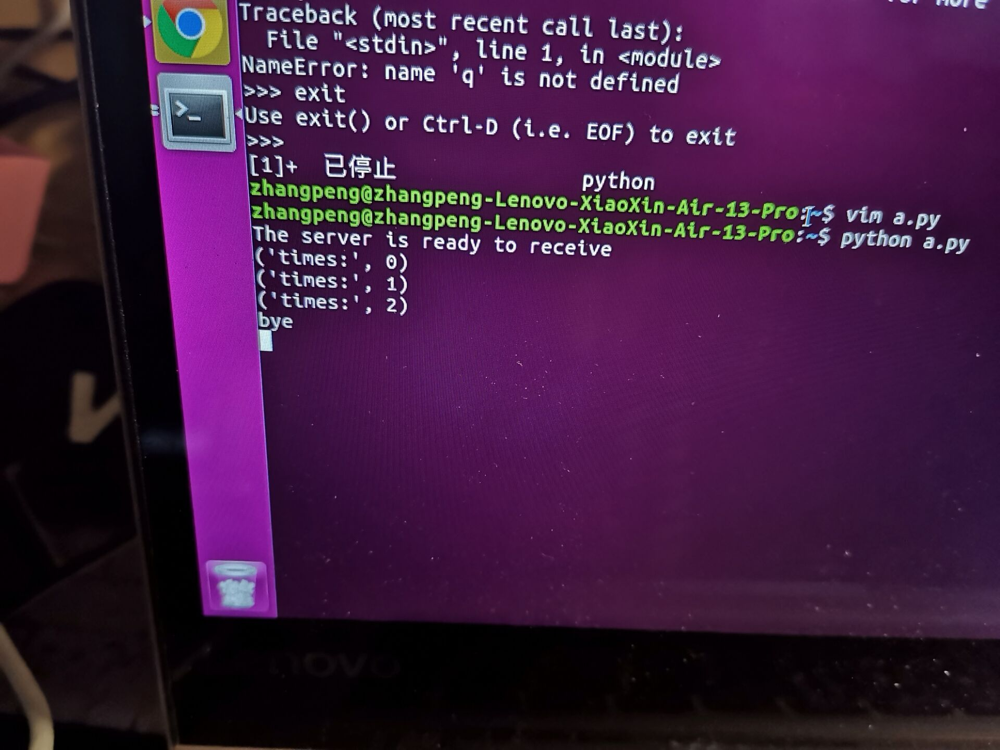 for more
Traceback (most recent call last):
  File "<stdin>", line 1, in <module>
NameError: name 'q' is not defined
>>> exit
Use exit() or Ctrl-D (i.e. EOF) to exit
>>>
[1]+  已停止                 python
zhangpeng@zhangpeng-Lenovo-XiaoXin-Air-13-Pro:~$ vim a.py
zhangpeng@zhangpeng-Lenovo-XiaoXin-Air-13-Pro:~$ python a.py
The server is ready to receive
('times:', 0)
('times:', 1)
('times:', 2)
bye